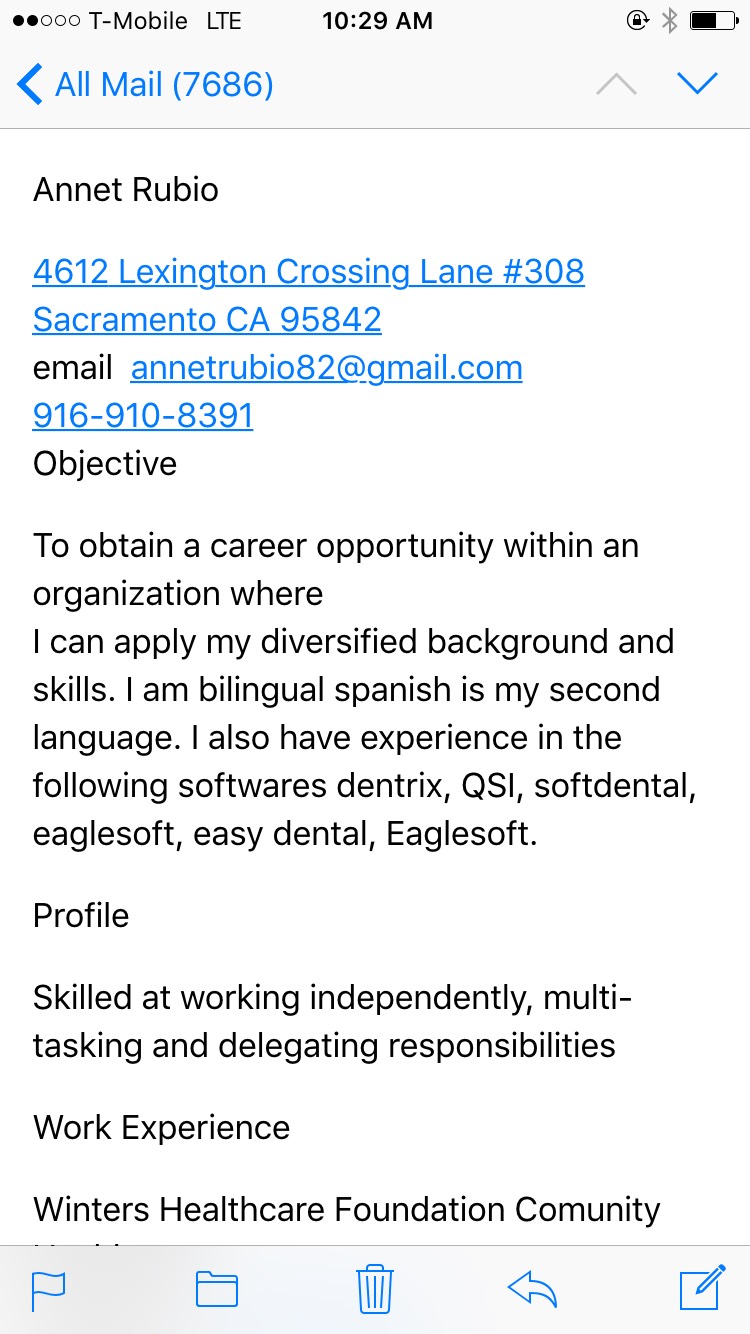 T-Mobile LTE 10:29 AM
All Mail (7686)
Annet Rubio
4612 Lexington Crossing Lane #308
Sacramento CA 95842
email annetrubio82@gmail.com
916-910-8391
Objective
To obtain a career opportunity within an
organization where
I can apply my diversified background and
skills. I am bilingual spanish is my second
language. I also have experience in the
following softwares dentrix, QSI, softdental,
eaglesoft, easy dental, Eaglesoft.
Profile
Skilled at working independently, multi-
tasking and delegating responsibilities
Work Experience
Winters Healthcare Foundation Comunity